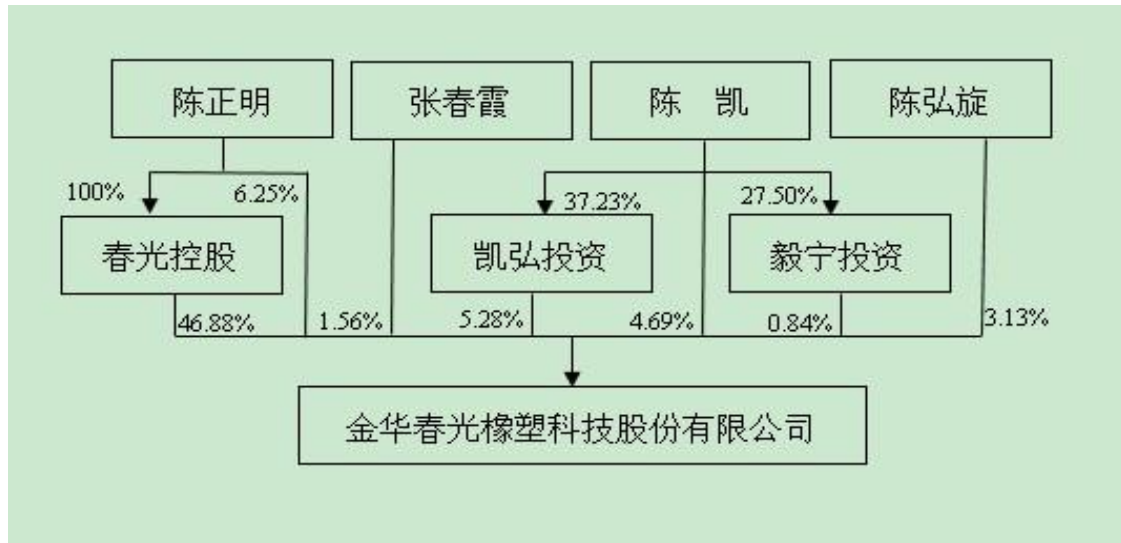 陈正明
张春霞
陈 凯
陈弘旋
100%
6.25%
37.23%
27.50%
春光控股
凯弘投资
毅宁投资
46.88%
1.56%
5.28%
4.69%
0.84%
3.13%
金华春光橡塑科技股份有限公司